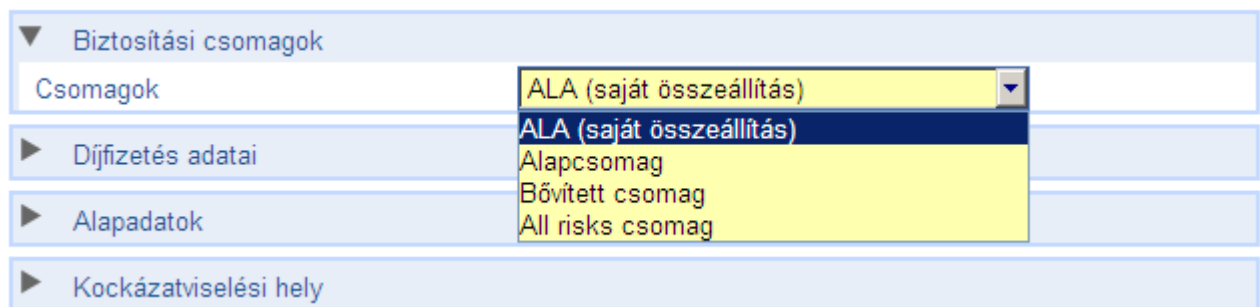 Biztosítási csomagok
Csomagok
ALA (saját összeállítás)
ALA (saját összeállítás)
Alapcsomag
Bővített csomag
All risks csomag
Díjfizetés adatai
Alapadatok
Kockázatviselési hely